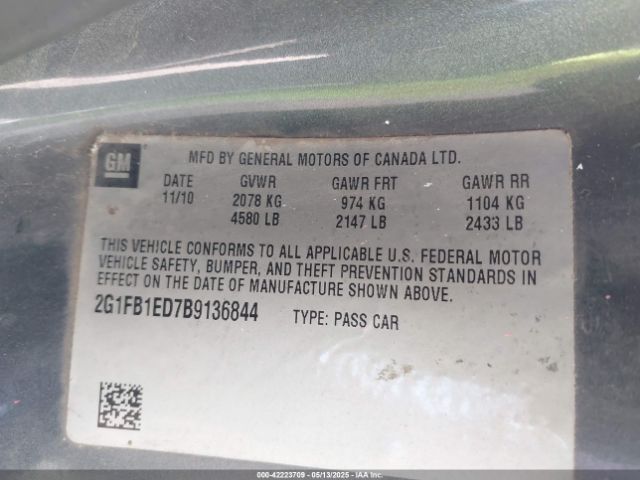 GM
MFD BY GENERAL MOTORS OF CANADA LTD.
DATE GVWR GAWR FRT GAWR RR
11/10 2078 KG 974 KG 1104 KG
4580 LB 2147 LB 2433 LB
THIS VEHICLE CONFORMS TO ALL APPLICABLE U.S. FEDERAL MOTOR
VEHICLE SAFETY, BUMPER, AND THEFT PREVENTION STANDARDS IN
EFFECT ON THE DATE OF MANUFACTURE SHOWN ABOVE.
2G1FB1ED7B9136844 TYPE: PASS CAR
000-42223709 - 05/13/2025 - IAAI.COM